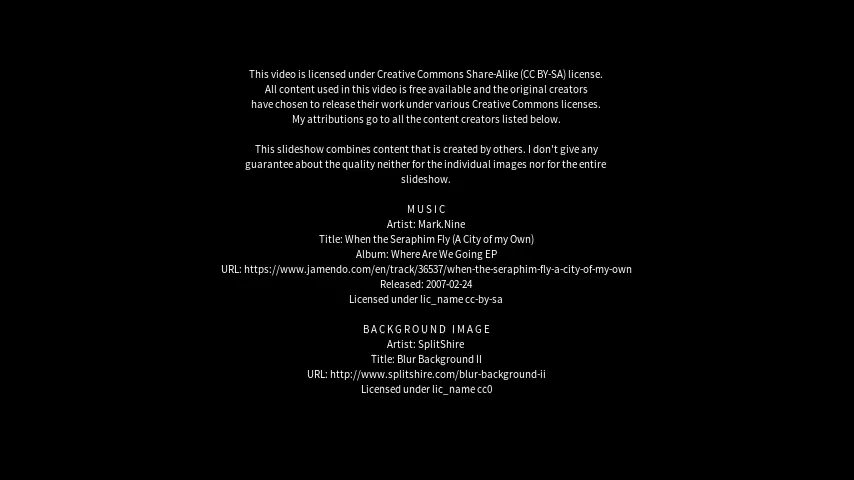 This video is licensed under Creative Commons Share-Alike (CC BY-SA) license.
All content used in this video is free available and the original creators
have chosen to release their work under various Creative Commons licenses.
My attributions go to all the content creators listed below.
This slideshow combines content that is created by others. I don't give any
guarantee about the quality neither for the individual images nor for the entire
slideshow.
MUSIC
Artist: Mark.Nine
Title: When the Seraphim Fly (A City of my Own)
Album: Where Are We Going EP
URL: https://www.jamendo.com/en/track/36537/when-the-seraphim-fly-a-city-of-my-own
Released: 2007-02-24
Licensed under lic_name cc-by-sa
BACKGROUND IMAGE
Artist: SplitShire
Title: Blur Background II
URL: http://www.splitshire.com/blur-background-ii
Licensed under lic_name cc0